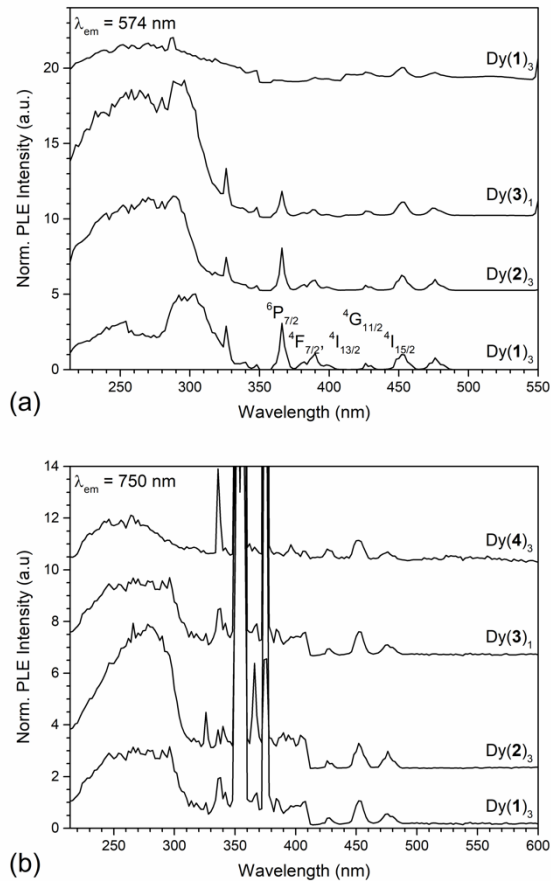 λem = 574 nm
20
15
10
5
0
Norm. PLE Intensity (a.u.)
Dy(1)3
Dy(3)1
Dy(2)3
Dy(1)3
6P7/2
4F7/2, 4I13/2
4G11/2
4I15/2
250 300 350 400 450 500 550
Wavelength (nm)
(a)
λem = 750 nm
14
12
10
8
6
4
2
0
Norm. PLE Intensity (a.u)
Dy(4)3
Dy(3)1
Dy(2)3
Dy(1)3
250 300 350 400 450 500 550 600
Wavelength (nm)
(b)